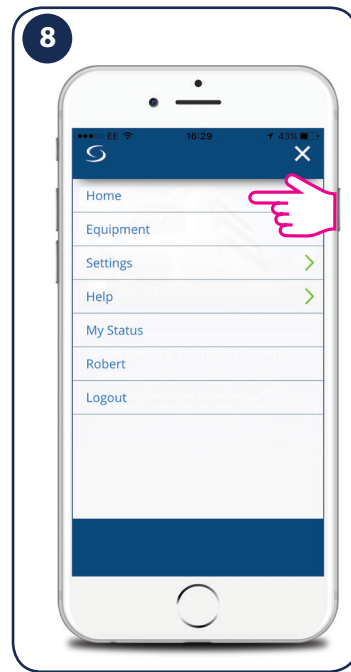 8
EE 16:29 43%
Home
Equipment
Settings
Help
My Status
Robert
Logout